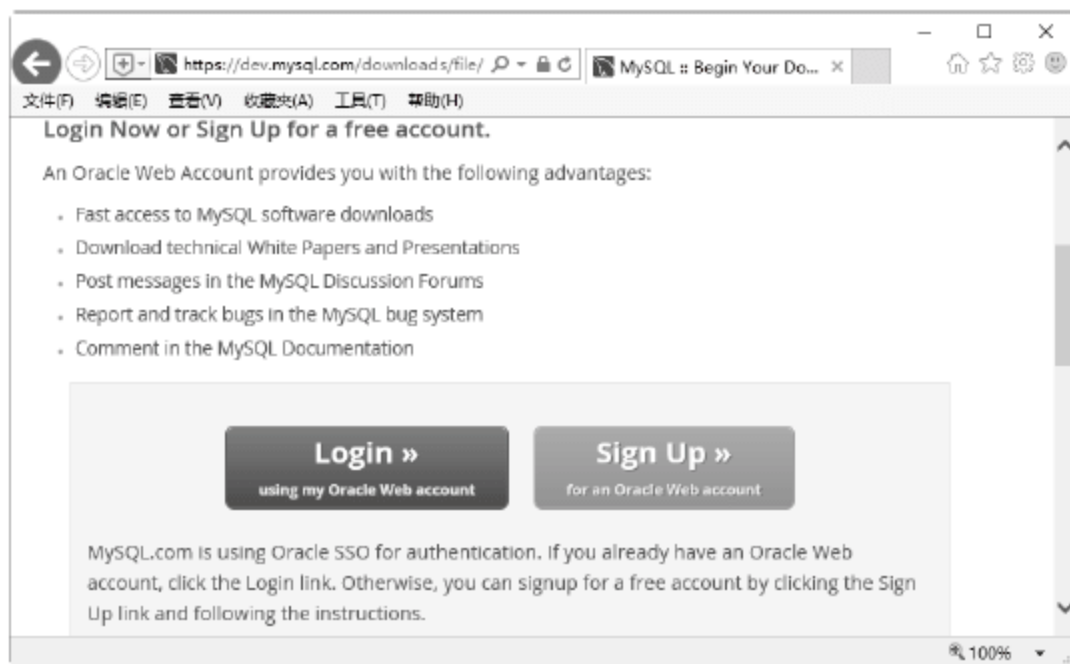 https://dev.mysql.com/downloads/file/
MySQL :: Begin Your Do...
文件(F) 编辑(E) 查看(V) 收藏夹(A) 工具(T) 帮助(H)
Login Now or Sign Up for a free account.
An Oracle Web Account provides you with the following advantages:
Fast access to MySQL software downloads
Download technical White Papers and Presentations
Post messages in the MySQL Discussion Forums
Report and track bugs in the MySQL bug system
Comment in the MySQL Documentation
Login »
using my Oracle Web account
Sign Up »
for an Oracle Web account
MySQL.com is using Oracle SSO for authentication. If you already have an Oracle Web
account, click the Login link. Otherwise, you can signup for a free account by clicking the Sign
Up link and following the instructions.
100%